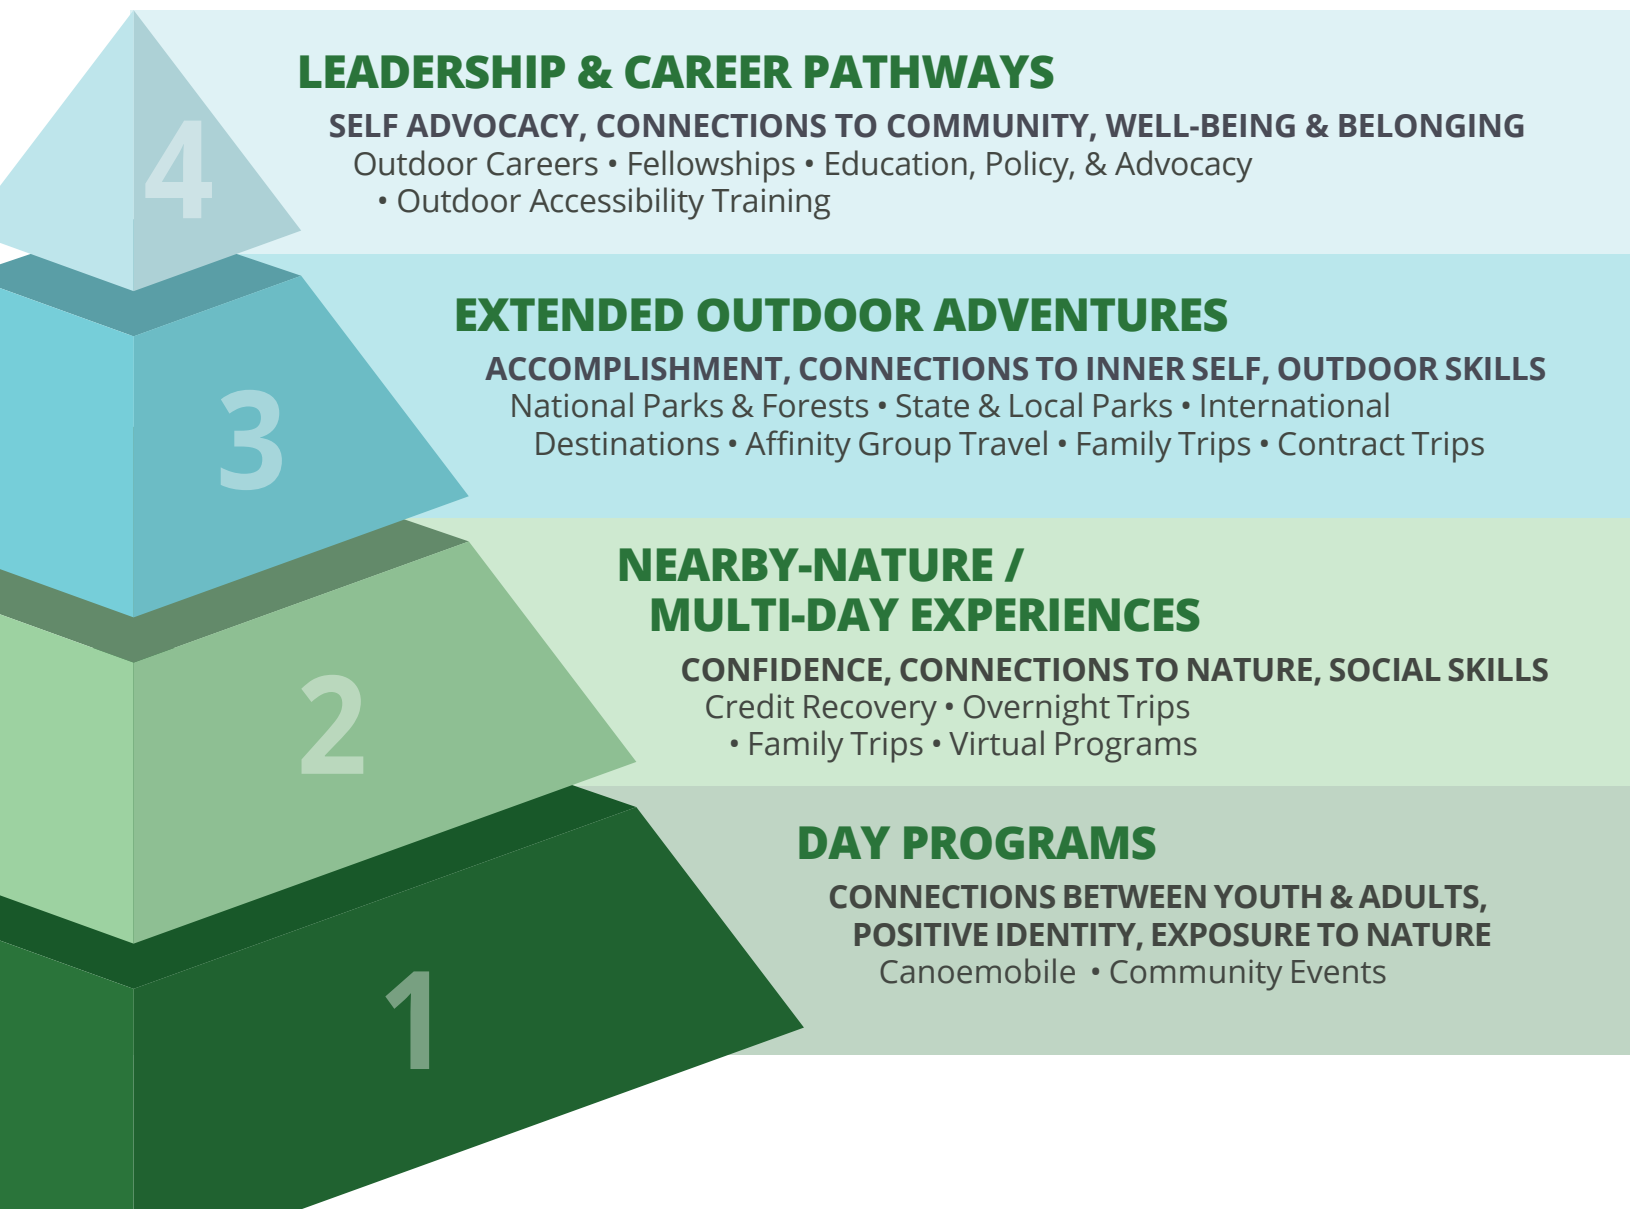 4
LEADERSHIP & CAREER PATHWAYS
SELF ADVOCACY, CONNECTIONS TO COMMUNITY, WELL-BEING & BELONGING
Outdoor Careers • Fellowships • Education, Policy, & Advocacy
• Outdoor Accessibility Training
3
EXTENDED OUTDOOR ADVENTURES
ACCOMPLISHMENT, CONNECTIONS TO INNER SELF, OUTDOOR SKILLS
National Parks & Forests • State & Local Parks • International
Destinations • Affinity Group Travel • Family Trips • Contract Trips
2
NEARBY-NATURE /
MULTI-DAY EXPERIENCES
CONFIDENCE, CONNECTIONS TO NATURE, SOCIAL SKILLS
Credit Recovery • Overnight Trips
• Family Trips • Virtual Programs
1
DAY PROGRAMS
CONNECTIONS BETWEEN YOUTH & ADULTS,
POSITIVE IDENTITY, EXPOSURE TO NATURE
Canoemobile • Community Events